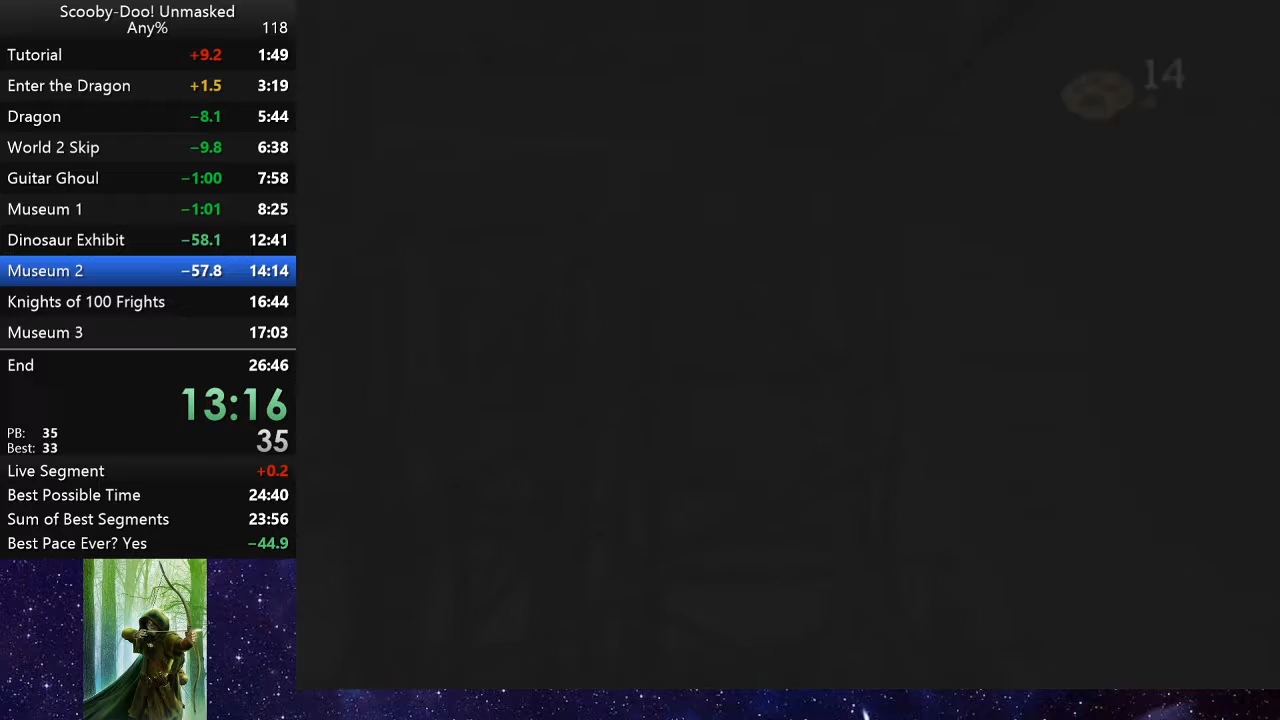 Scooby-Doo! Unmasked
Any% 118
Tutorial +9.2 1:49
Enter the Dragon +1.5 3:19
Dragon −8.1 5:44
World 2 Skip −9.8 6:38
Guitar Ghoul −1:00 7:58
Museum 1 −1:01 8:25
Dinosaur Exhibit −58.1 12:41
Museum 2 −57.8 14:14
Knights of 100 Frights 16:44
Museum 3 17:03
End 26:46
13:16
PB: 35
Best: 33
35
Live Segment +0.2
Best Possible Time 24:40
Sum of Best Segments 23:56
Best Pace Ever? Yes −44.9
14